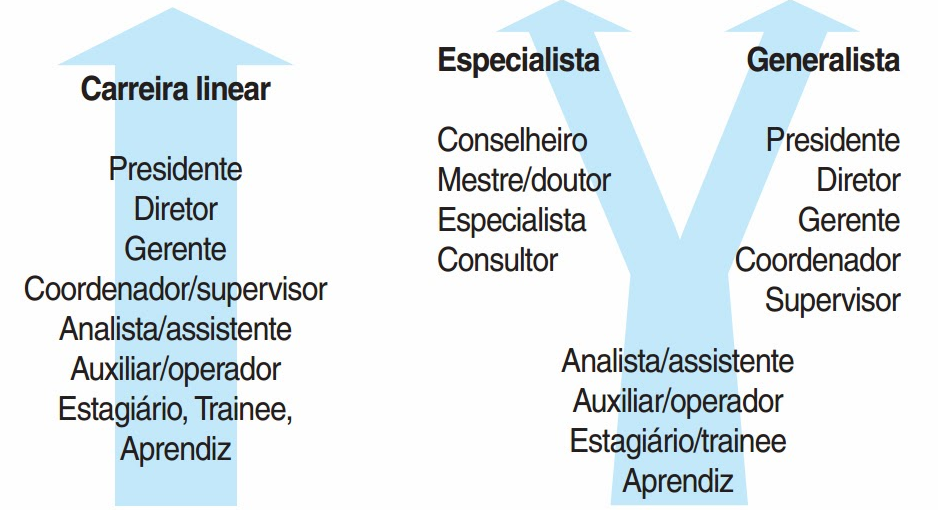 Carreira linear
Presidente
Diretor
Gerente
Coordenador/supervisor
Analista/assistente
Auxiliar/operador
Estagiário, Trainee,
Aprendiz
Especialista
Conselheiro
Mestre/doutor
Especialista
Consultor
Generalista
Presidente
Diretor
Gerente
Coordenador
Supervisor
Analista/assistente
Auxiliar/operador
Estagiário/trainee
Aprendiz